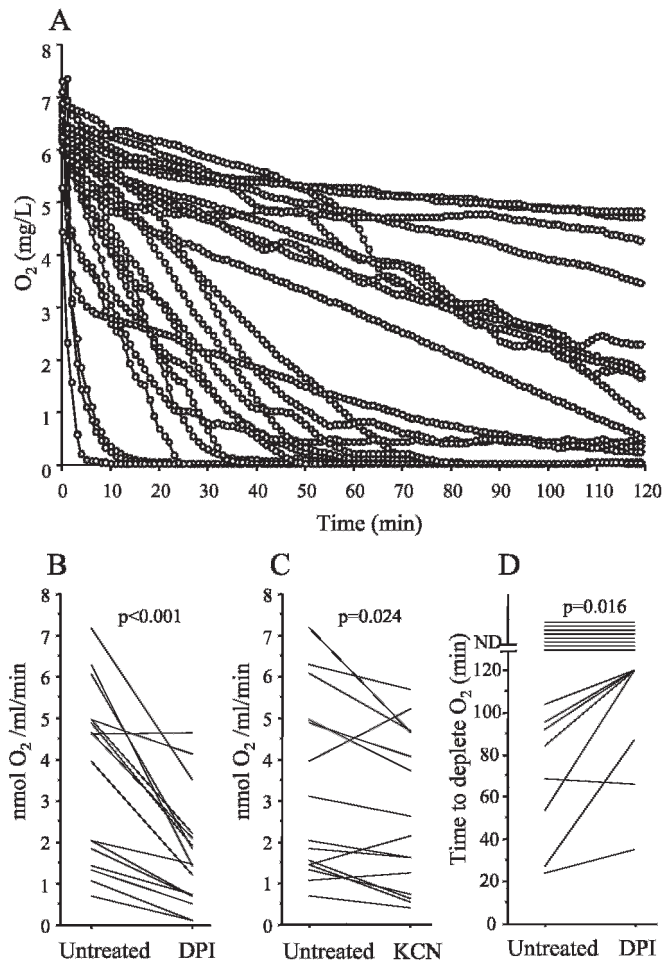 A
8
7
6
5
4
3
2
1
0
O2 (mg/L)
0 10 20 30 40 50 60 70 80 90 100 110 120
Time (min)
B
p<0.001
8
7
6
5
4
3
2
1
0
nmol O2 /ml/min
Untreated DPI
C
p=0.024
8
7
6
5
4
3
2
1
0
nmol O2 /ml/min
Untreated KCN
D
p=0.016
ND
120
100
80
60
40
20
0
Time to deplete O2 (min)
Untreated DPI